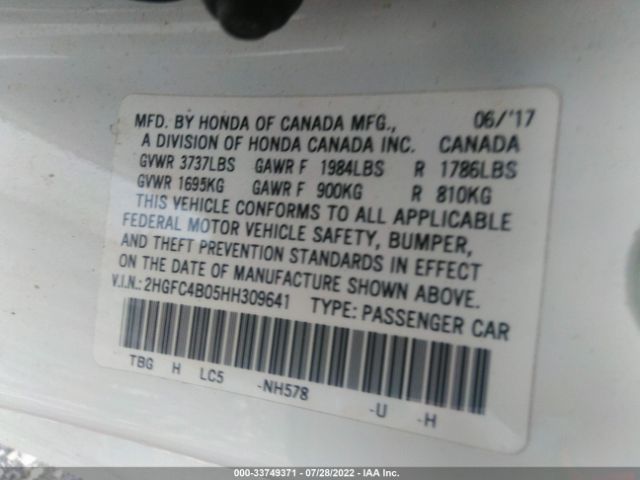 MFD. BY HONDA OF CANADA MFG., 06/'17
A DIVISION OF HONDA CANADA INC. CANADA
GVWR 3737LBS GAWR F 1984LBS R 1786LBS
GVWR 1695KG GAWR F 900KG R 810KG
THIS VEHICLE CONFORMS TO ALL APPLICABLE
FEDERAL MOTOR VEHICLE SAFETY, BUMPER,
AND THEFT PREVENTION STANDARDS IN EFFECT
ON THE DATE OF MANUFACTURE SHOWN ABOVE.
V.I.N.: 2HGFC4B05HH309641 TYPE: PASSENGER CAR
TBG H LC5 -NH578 -U -H
000-33749371 - 07/28/2022 - IAA Inc.